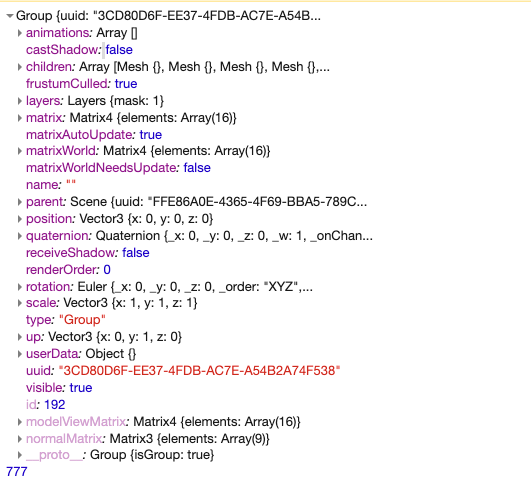 Group {uuid: "3CD80D6F-EE37-4FDB-AC7E-A54B...
animations: Array []
castShadow: false
children: Array [Mesh {}, Mesh {}, Mesh {}, Mesh {},...
frustumCulled: true
layers: Layers {mask: 1}
matrix: Matrix4 {elements: Array(16)}
matrixAutoUpdate: true
matrixWorld: Matrix4 {elements: Array(16)}
matrixWorldNeedsUpdate: false
name: ""
parent: Scene {uuid: "FFE86A0E-4365-4F69-BBA5-789C...
position: Vector3 {x: 0, y: 0, z: 0}
quaternion: Quaternion {_x: 0, _y: 0, _z: 0, _w: 1, _onChan...
receiveShadow: false
renderOrder: 0
rotation: Euler {_x: 0, _y: 0, _z: 0, _order: "XYZ",...
scale: Vector3 {x: 1, y: 1, z: 1}
type: "Group"
up: Vector3 {x: 0, y: 1, z: 0}
userData: Object {}
uuid: "3CD80D6F-EE37-4FDB-AC7E-A54B2A74F538"
visible: true
id: 192
modelViewMatrix: Matrix4 {elements: Array(16)}
normalMatrix: Matrix3 {elements: Array(9)}
__proto__: Group {isGroup: true}
777